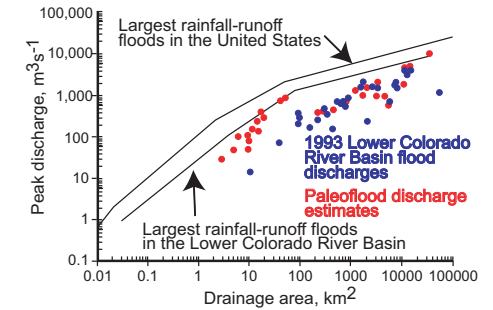 100,000
10,000
1,000
100
10
1
0.1
Peak discharge, m3s-1
Largest rainfall-runoff
floods in the United States
1993 Lower Colorado
River Basin flood
discharges
Paleoflood discharge
estimates
Largest rainfall-runoff floods
in the Lower Colorado River Basin
0.01 0.1 1 10 100 1000 10000 100000
Drainage area, km2